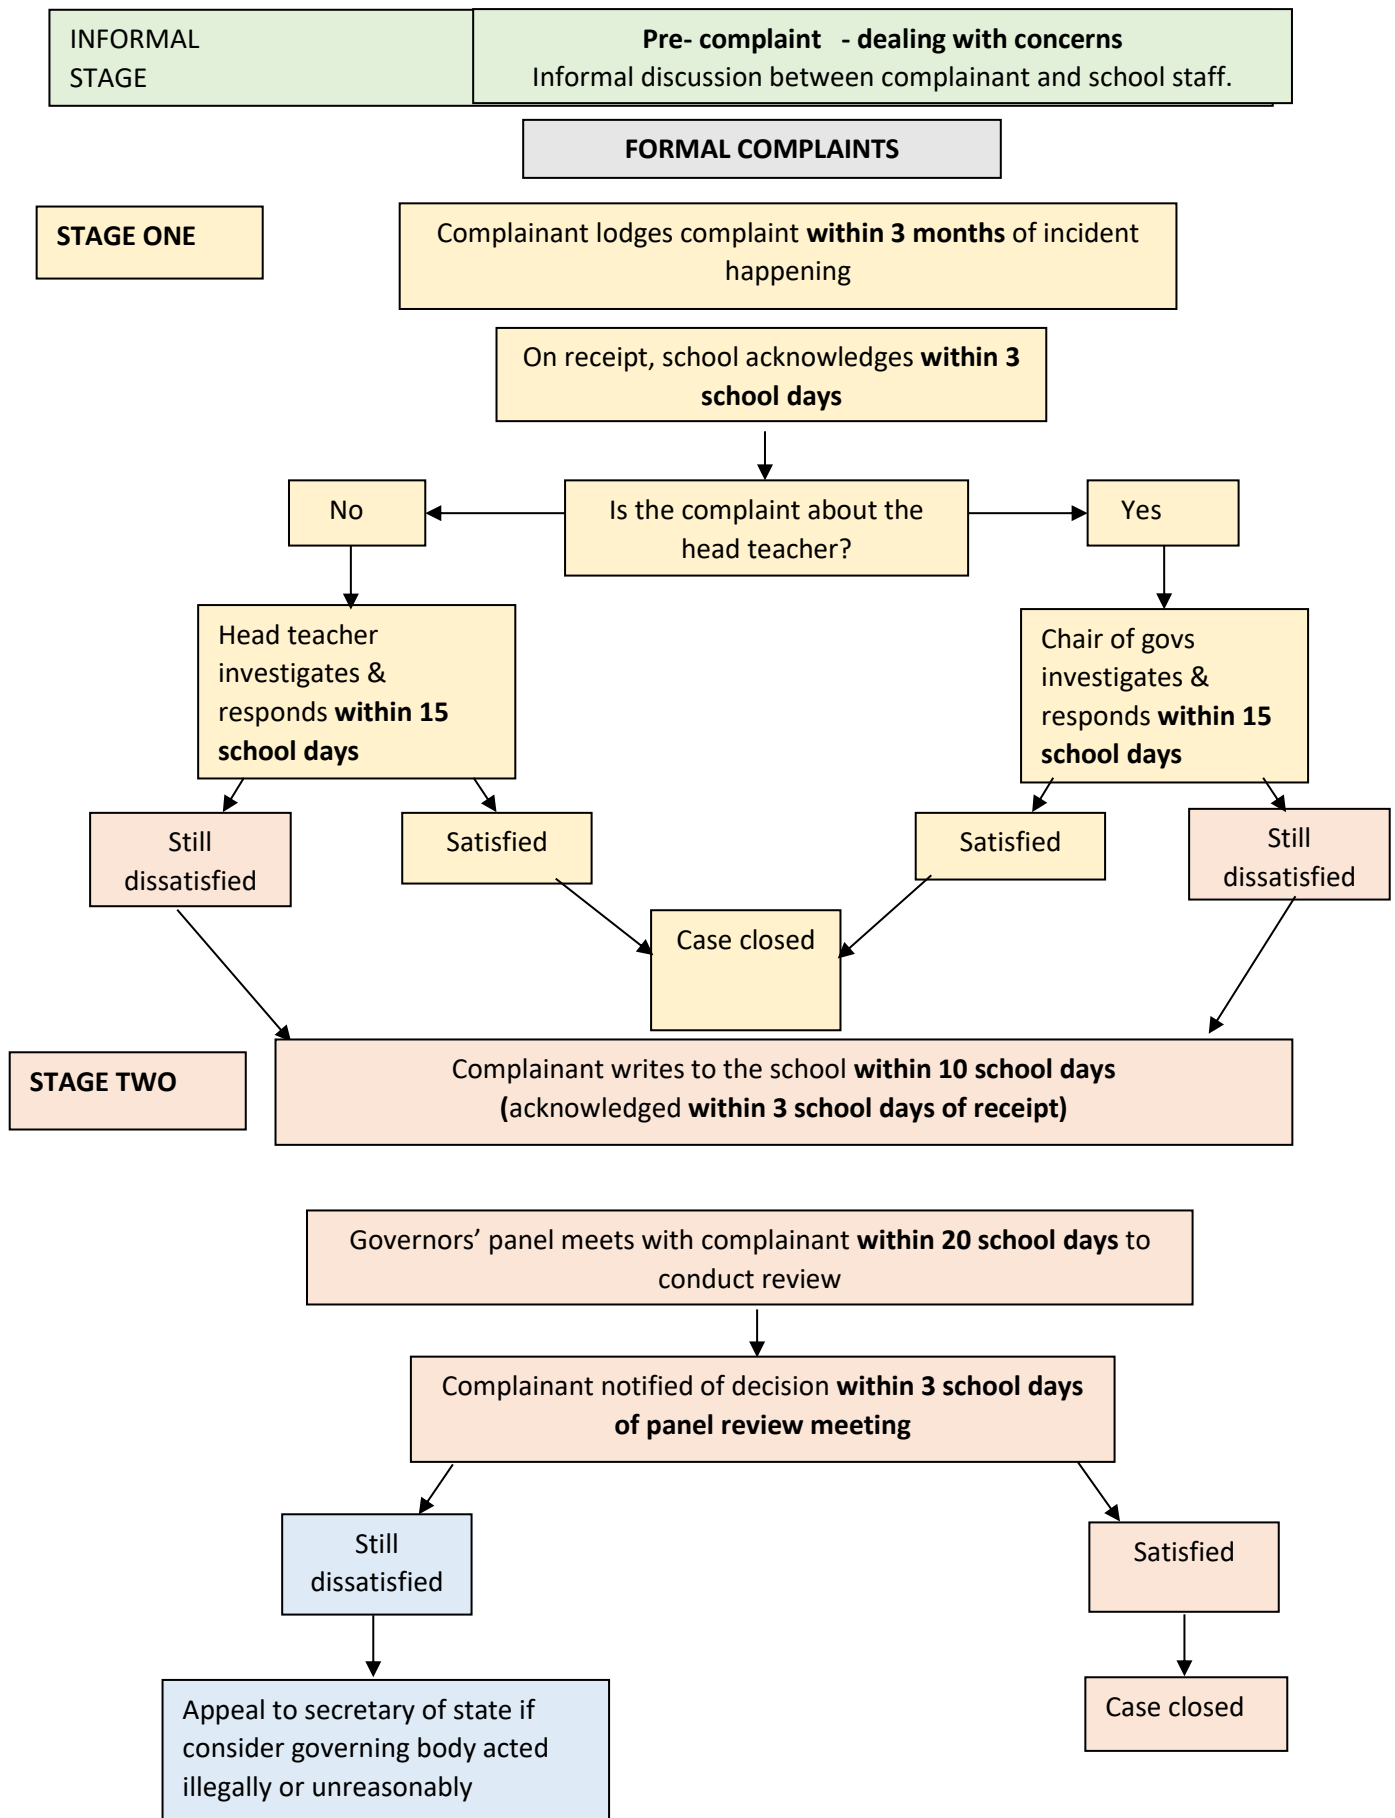 INFORMAL
STAGE
Pre- complaint - dealing with concerns
Informal discussion between complainant and school staff.
FORMAL COMPLAINTS
STAGE ONE
Complainant lodges complaint within 3 months of incident
happening
On receipt, school acknowledges within 3
school days
No
Is the complaint about the
head teacher?
Yes
Head teacher
investigates &
responds within 15
school days
Chair of govs
investigates &
responds within 15
school days
Still
dissatisfied
Satisfied
Satisfied
Still
dissatisfied
Case closed
STAGE TWO
Complainant writes to the school within 10 school days
(acknowledged within 3 school days of receipt)
Governors’ panel meets with complainant within 20 school days to
conduct review
Complainant notified of decision within 3 school days
of panel review meeting
Still
dissatisfied
Satisfied
Appeal to secretary of state if
consider governing body acted
illegally or unreasonably
Case closed